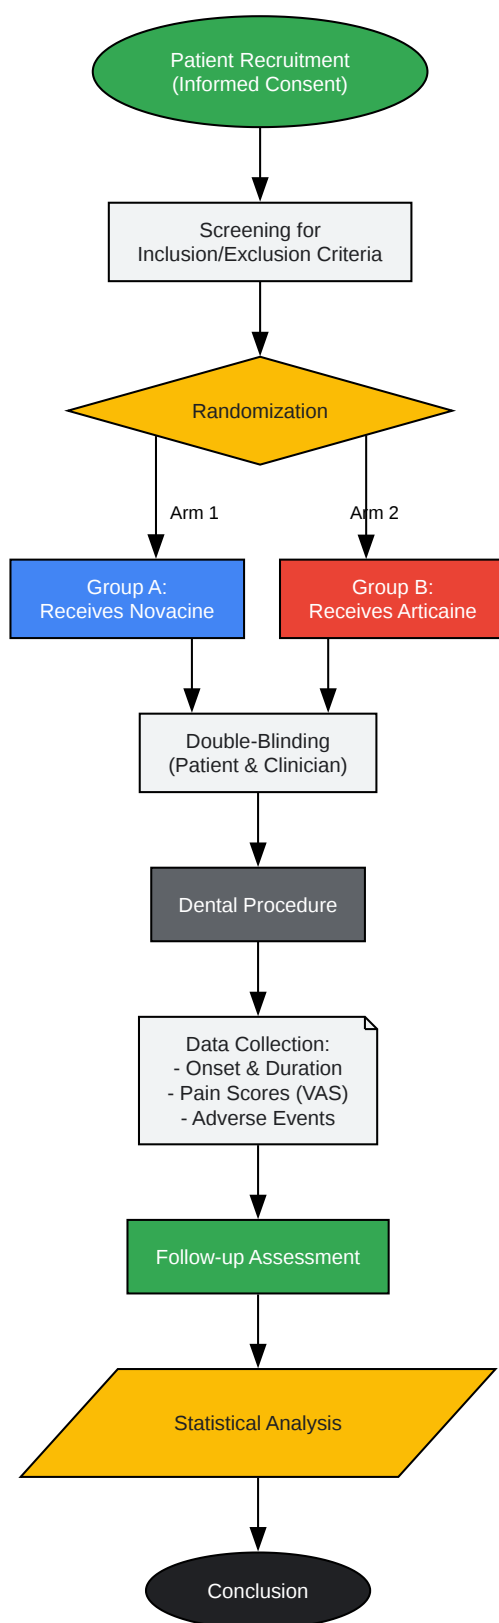 Patient Recruitment
(Informed Consent)
Screening for
Inclusion/Exclusion Criteria
Randomization
Arm 1
Arm 2
Group A:
Receives Novacine
Group B:
Receives Articaine
Double-Blinding
(Patient & Clinician)
Dental Procedure
Data Collection:
- Onset & Duration
- Pain Scores (VAS)
- Adverse Events
Follow-up Assessment
Statistical Analysis
Conclusion